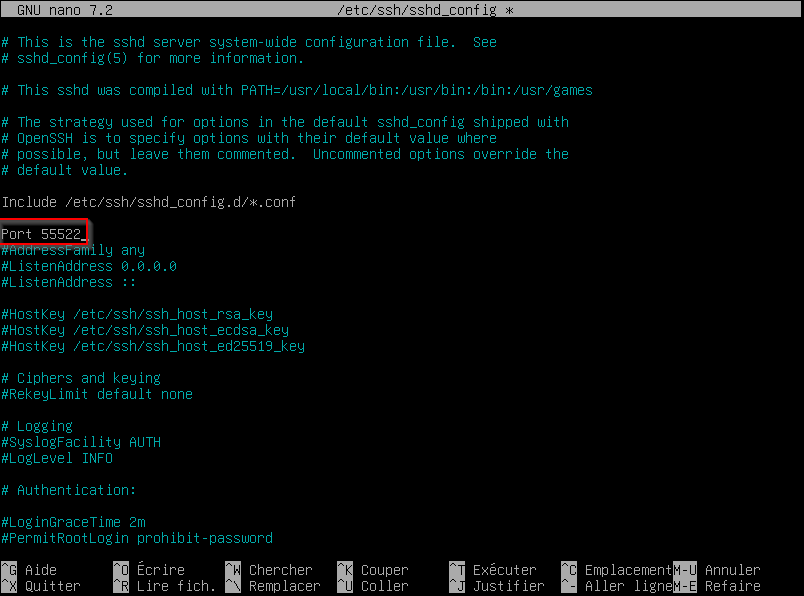 GNU nano 7.2 /etc/ssh/sshd_config *
# This is the sshd server system-wide configuration file.  See
# sshd_config(5) for more information.
# This sshd was compiled with PATH=/usr/local/bin:/usr/bin:/bin:/usr/games
# The strategy used for options in the default sshd_config shipped with
# OpenSSH is to specify options with their default value where
# possible, but leave them commented.  Uncommented options override the
# default value.
Include /etc/ssh/sshd_config.d/*.conf
Port 55522
#AddressFamily any
#ListenAddress 0.0.0.0
#ListenAddress ::
#HostKey /etc/ssh/ssh_host_rsa_key
#HostKey /etc/ssh/ssh_host_ecdsa_key
#HostKey /etc/ssh/ssh_host_ed25519_key
# Ciphers and keying
#RekeyLimit default none
# Logging
#SyslogFacility AUTH
#LogLevel INFO
# Authentication:
#LoginGraceTime 2m
#PermitRootLogin prohibit-password
^G Aide ^O Écrire ^W Chercher ^K Couper ^T Exécuter ^C Emplacement M-U Annuler
^X Quitter ^R Lire fich. ^\ Remplacer ^U Coller ^J Justifier ^- Aller ligne M-E Refaire